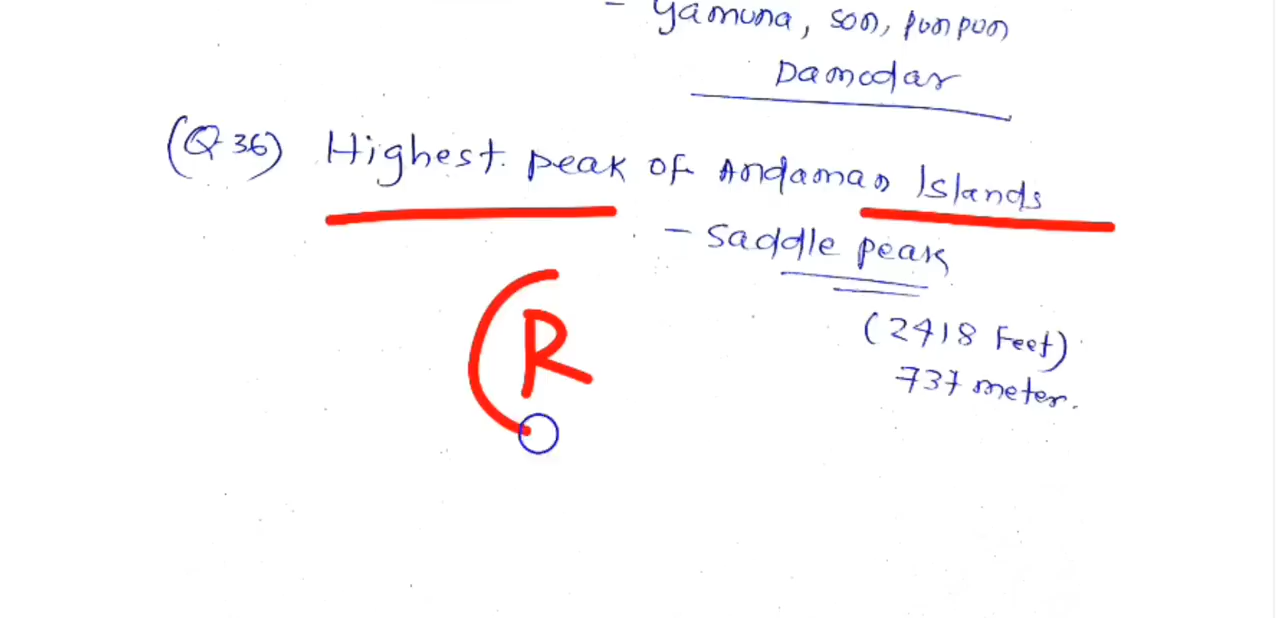 - Yamuna, son, punpun
Damodar
(Q 36) Highest peak of Andaman Islands
- saddle peak
(2418 Feet)
737 meter.
(R